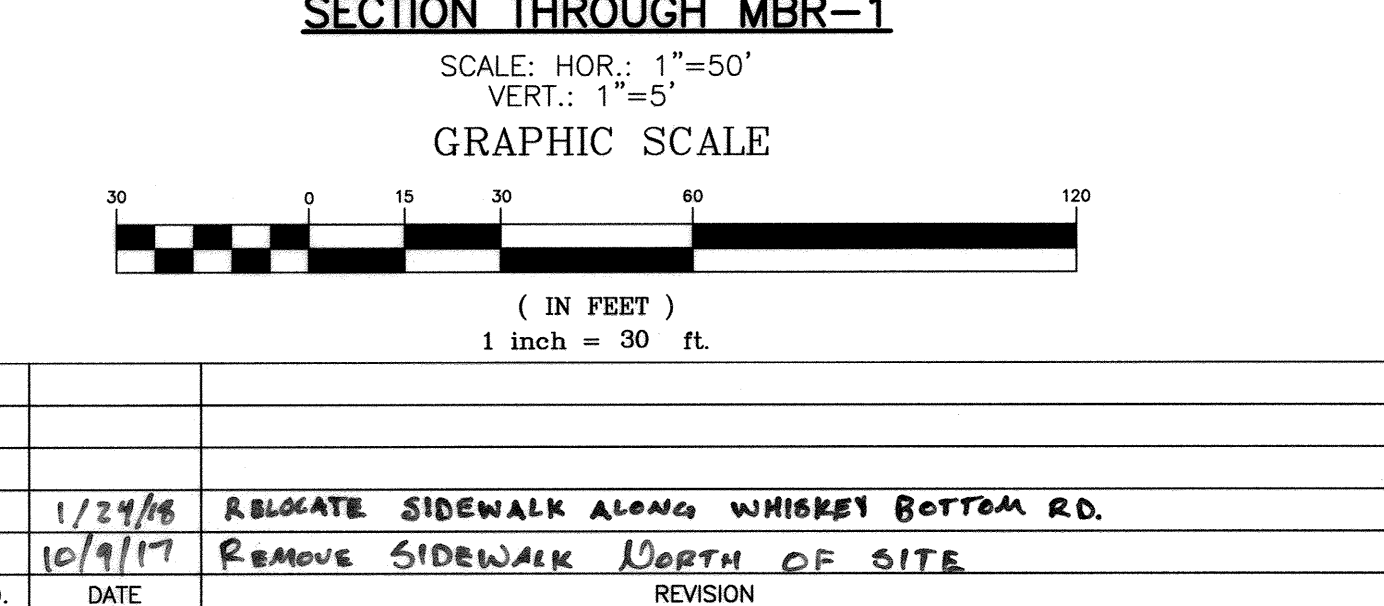 SECTION THROUGH MBR-1
SCALE: HOR.: 1"=50'
VERT.: 1"=5'
GRAPHIC SCALE
30 0 15 30 60 120
( IN FEET )
1 inch = 30 ft.
1/24/18 RELOCATE SIDEWALK ALONG WHISKEY BOTTOM RD.
10/9/17 REMOVE SIDEWALK NORTH OF SITE
DATE REVISION